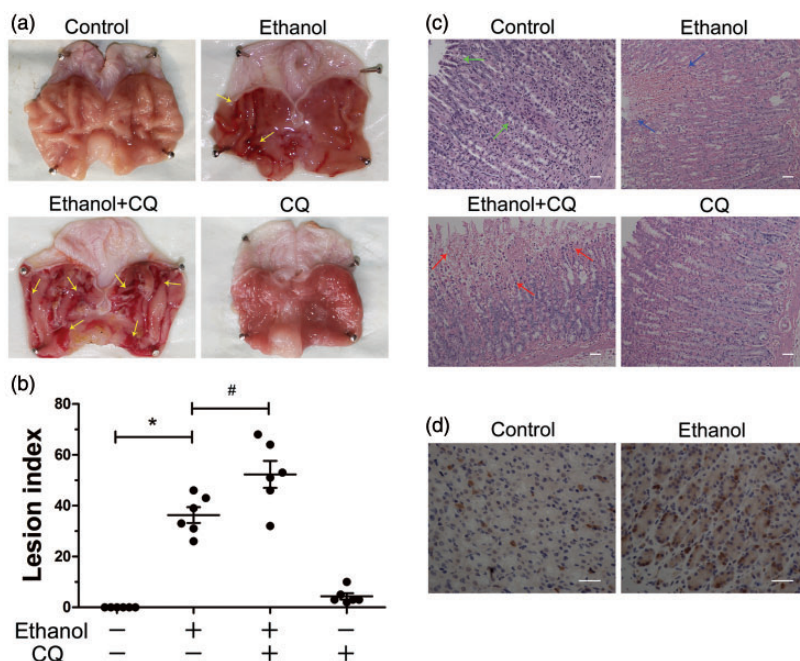 (a)
Control
Ethanol
Ethanol+CQ
CQ
(b)
Lesion index
80
60
40
20
0
*
#
Ethanol − + + −
CQ − − + +
(c)
Control
Ethanol
Ethanol+CQ
CQ
(d)
Control
Ethanol